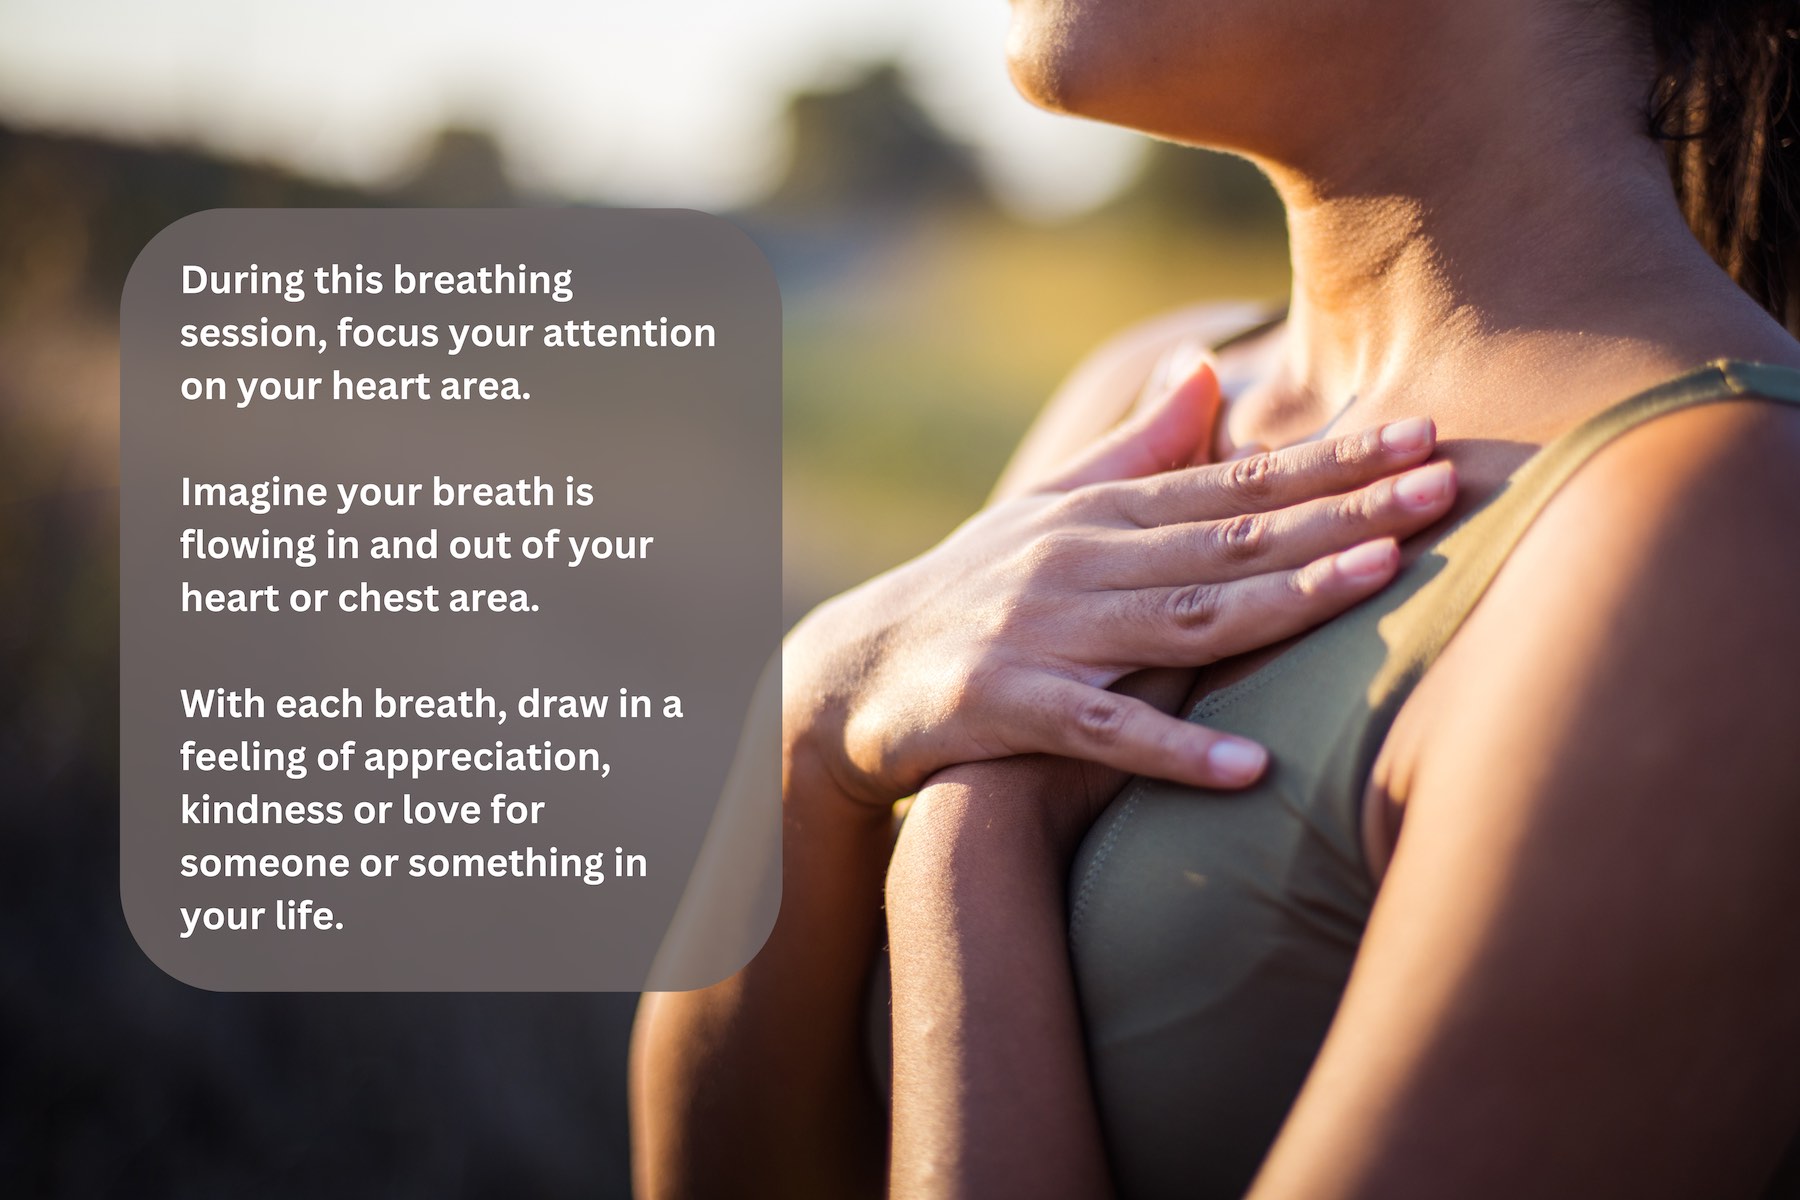 During this breathing
session, focus your attention
on your heart area.
Imagine your breath is
flowing in and out of your
heart or chest area.
With each breath, draw in a
feeling of appreciation,
kindness or love for
someone or something in
your life.